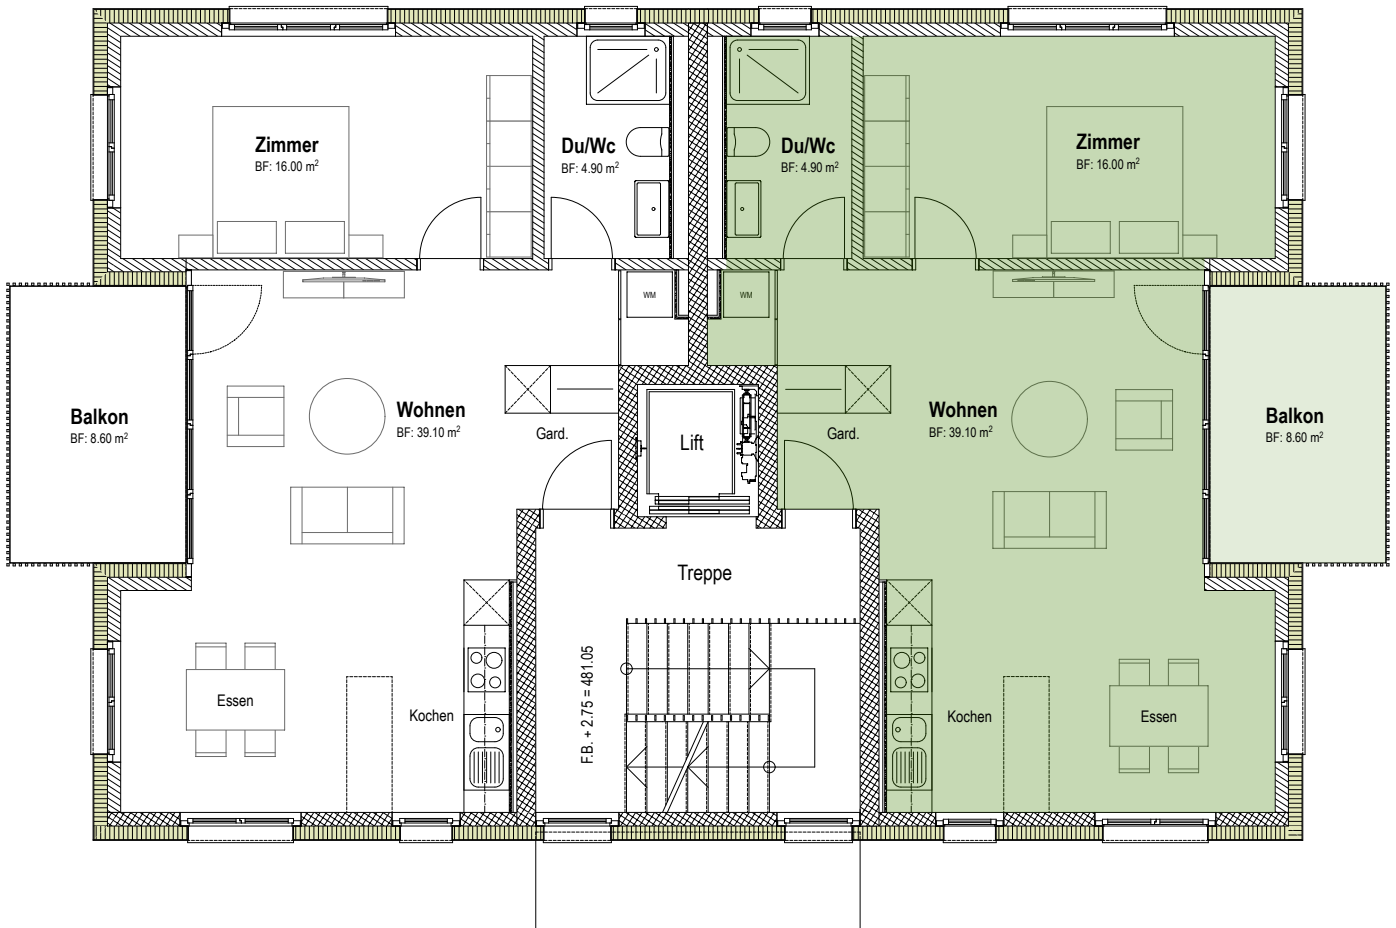 Zimmer
BF: 16.00 m²
Du/Wc
BF: 4.90 m²
Du/Wc
BF: 4.90 m²
Zimmer
BF: 16.00 m²
WM
WM
Balkon
BF: 8.60 m²
Wohnen
BF: 39.10 m²
Gard.
Lift
Gard.
Wohnen
BF: 39.10 m²
Balkon
BF: 8.60 m²
Treppe
F.B. + 2.75 = 481.05
Essen
Kochen
Kochen
Essen